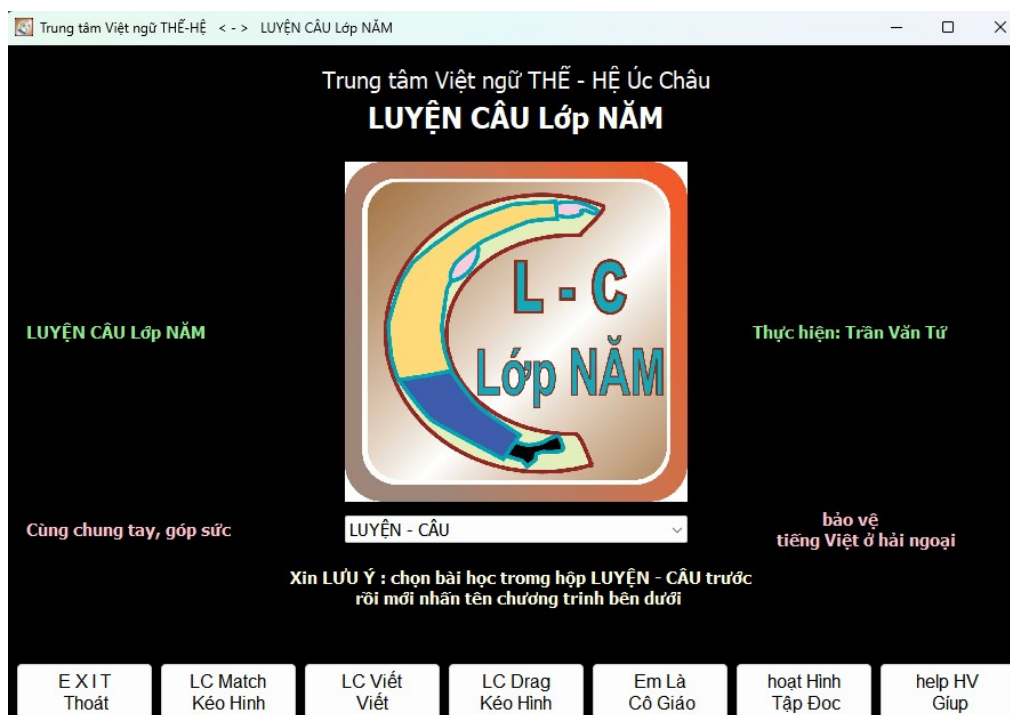 Trung tâm Việt ngữ THẾ-HỆ < - > LUYỆN CÂU Lớp NĂM
Trung tâm Việt ngữ THẾ - HỆ Úc Châu
LUYỆN CÂU Lớp NĂM
L - C
Lớp NĂM
LUYỆN CÂU Lớp NĂM
Thực hiện: Trần Văn Tứ
Cùng chung tay, góp sức
LUYỆN - CÂU
bảo vệ
tiếng Việt ở hải ngoại
Xin LƯU Ý : chọn bài học tromg hộp LUYỆN - CÂU trước
rồi mới nhấn tên chương trinh bên dưới
E X I T
Thoát
LC Match
Kéo Hinh
LC Viết
Viết
LC Drag
Kéo Hình
Em Là
Cô Giáo
hoạt Hình
Tập Đoc
help HV
Gíup